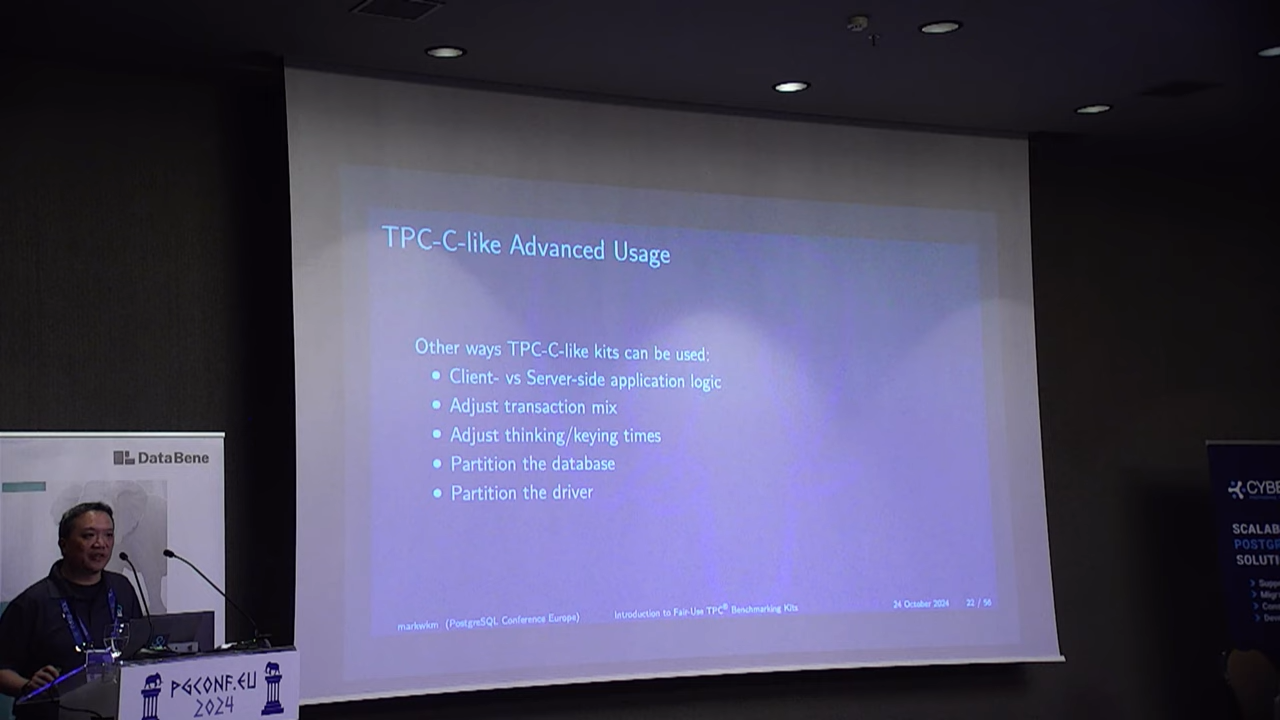 TPC-C-like Advanced Usage
Other ways TPC-C-like kits can be used:
• Client- vs Server-side application logic
• Adjust transaction mix
• Adjust thinking/keying times
• Partition the database
• Partition the driver
markwkm (PostgreSQL Conference Europe) Introduction to Fair-Use TPC® Benchmarking Kits 24 October 2024 22 / 56
DataBene
PGCONF.EU
2024
CYBE
SCALAB
POSTGR
SOLUTI